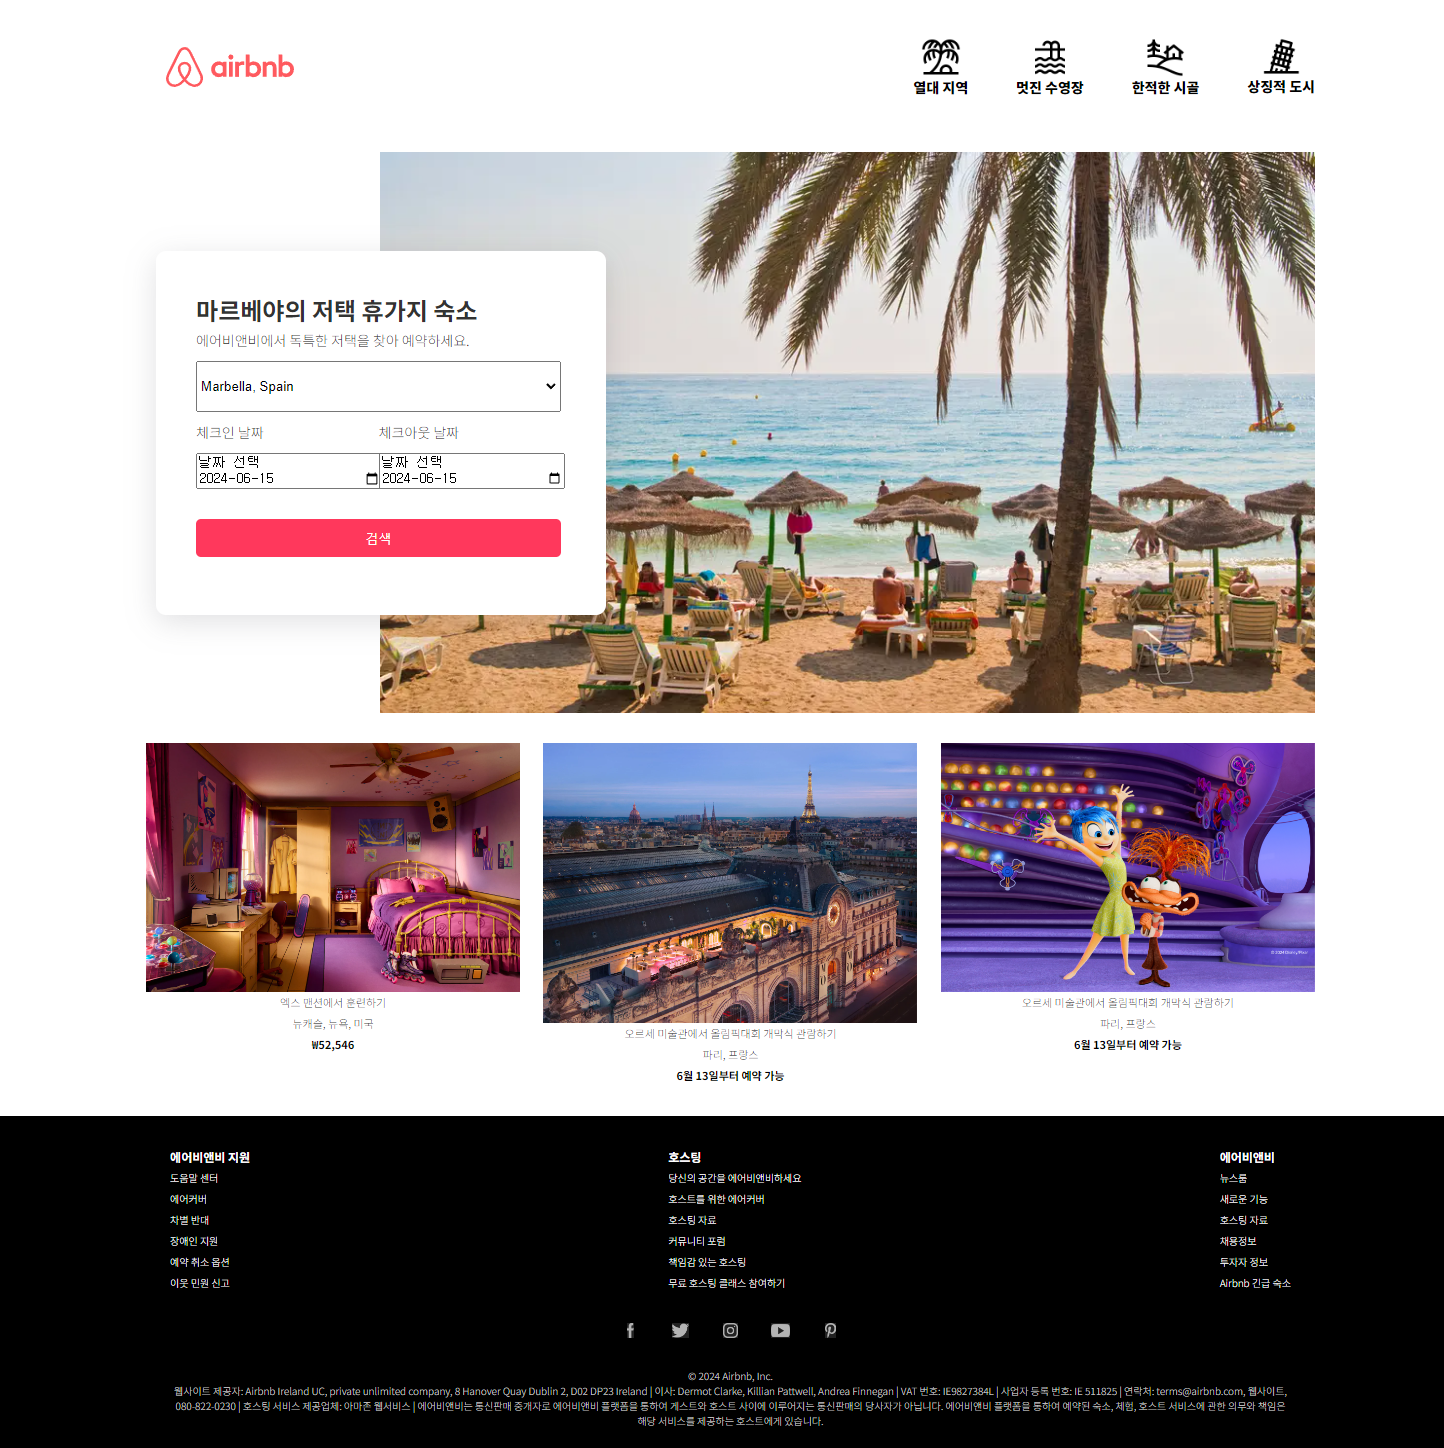 airbnb
열대 지역
멋진 수영장
한적한 시골
상징적 도시
마르베야의 저택 휴가지 숙소
에어비앤비에서 독특한 저택을 찾아 예약하세요.
Marbella, Spain
체크인 날짜
체크아웃 날짜
날짜 선택
2024-06-15
날짜 선택
2024-06-15
검색
엑스 맨션에서 훈련하기
뉴캐슬, 뉴욕, 미국
₩52,546
오르세 미술관에서 올림픽대회 개막식 관람하기
파리, 프랑스
6월 13일부터 예약 가능
© 2024 Disney/Pixar
오르세 미술관에서 올림픽대회 개막식 관람하기
파리, 프랑스
6월 13일부터 예약 가능
에어비앤비 지원
도움말 센터
에어커버
차별 반대
장애인 지원
예약 취소 옵션
이웃 민원 신고
호스팅
당신의 공간을 에어비앤비하세요
호스트를 위한 에어커버
호스팅 자료
커뮤니티 포럼
책임감 있는 호스팅
무료 호스팅 클래스 참여하기
에어비앤비
뉴스룸
새로운 기능
호스팅 자료
채용정보
투자자 정보
Airbnb 긴급 숙소
© 2024 Airbnb, Inc.
웹사이트 제공자: Airbnb Ireland UC, private unlimited company, 8 Hanover Quay Dublin 2, D02 DP23 Ireland | 이사: Dermot Clarke, Killian Pattwell, Andrea Finnegan | VAT 번호: IE9827384L | 사업자 등록 번호: IE 511825 | 연락처: terms@airbnb.com, 웹사이트,
080-822-0230 | 호스팅 서비스 제공업체: 아마존 웹서비스 | 에어비앤비는 통신판매 중개자로 에어비앤비 플랫폼을 통하여 게스트와 호스트 사이에 이루어지는 통신판매의 당사자가 아닙니다. 에어비앤비 플랫폼을 통하여 예약된 숙소, 체험, 호스트 서비스에 관한 의무와 책임은
해당 서비스를 제공하는 호스트에게 있습니다.